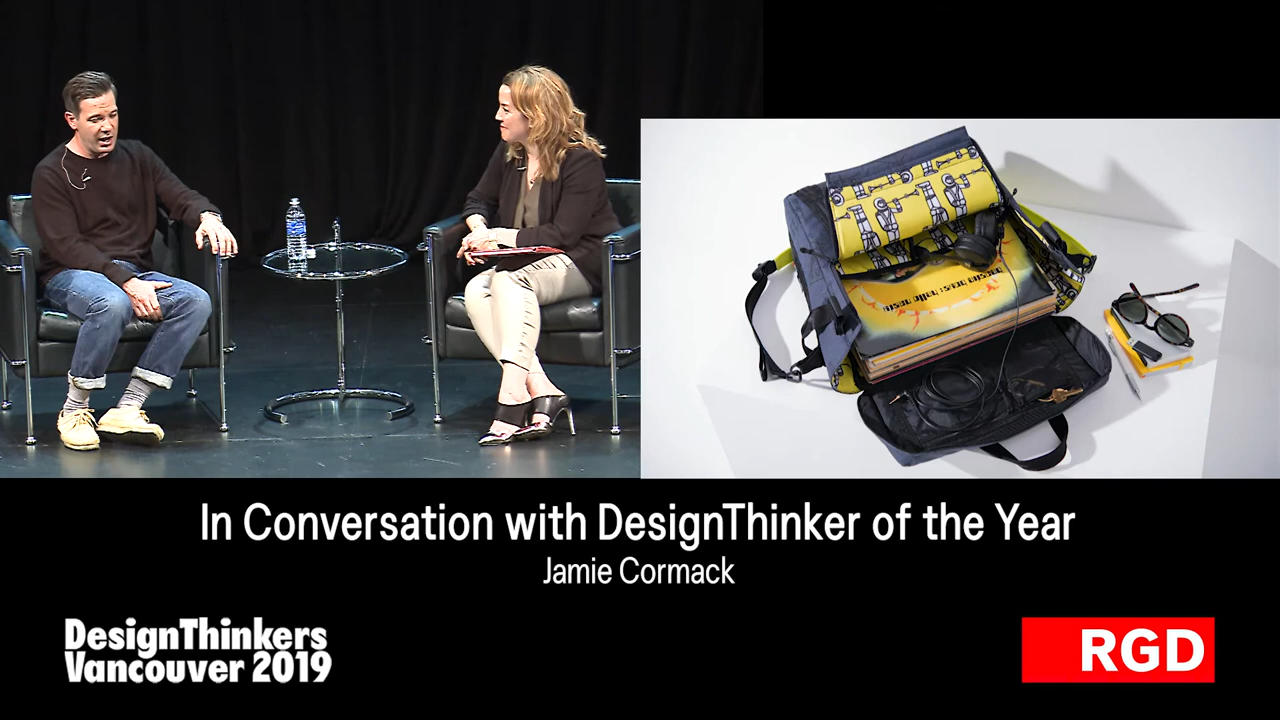 In Conversation with DesignThinker of the Year
Jamie Cormack
DesignThinkers
Vancouver 2019
RGD